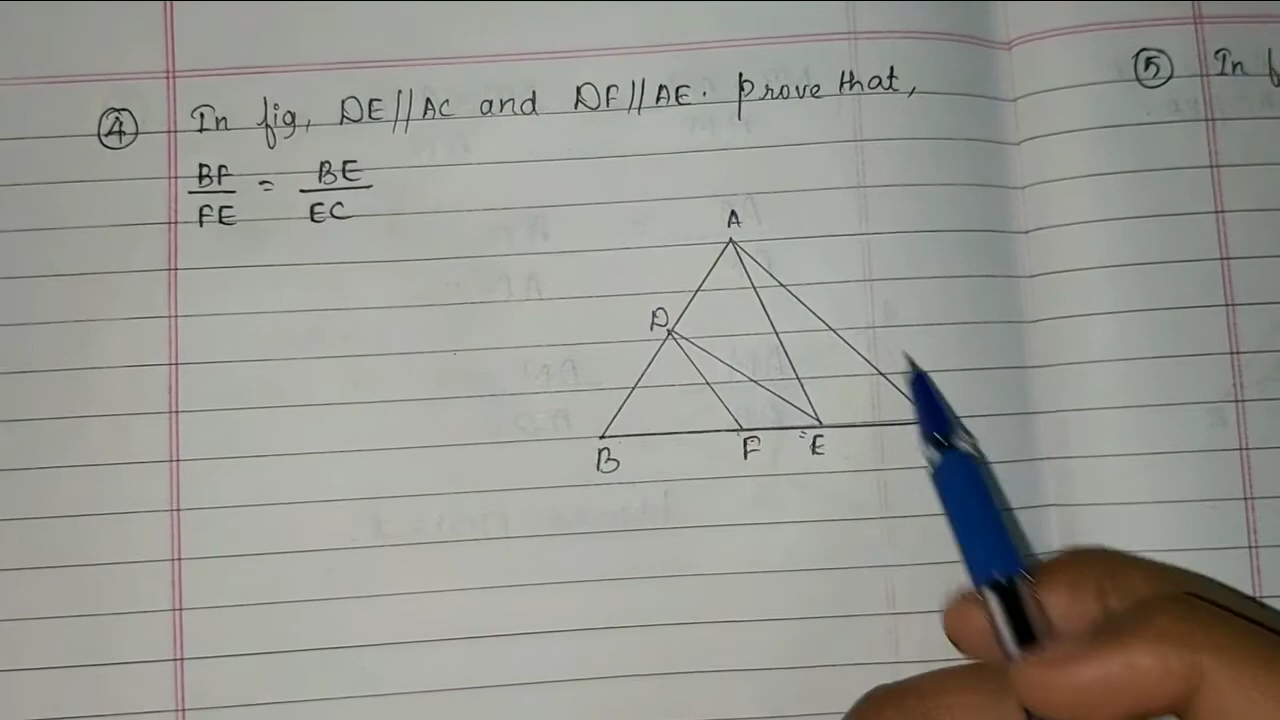 ④ In fig, DE//AC and DF//AE. prove that,
BF/FE = BE/EC
A
D
B F E
⑤ In